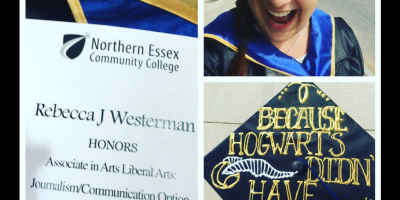 Northern Essex
Community College
Rebecca J Westerman
HONORS
Associate in Arts Liberal Arts:
Journalism/Communication Option
BECAUSE
HOGWARTS
DIDN'
HAVE